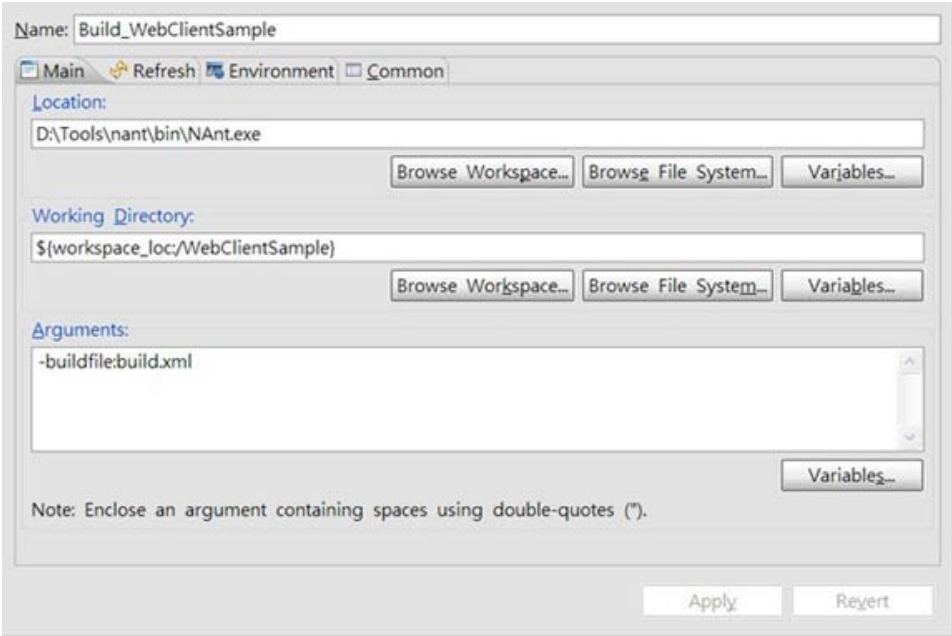 Name: Build_WebClientSample
Main Refresh Environment Common
Location:
D:\Tools\nant\bin\NAnt.exe
Browse Workspace... Browse File System... Variables...
Working Directory:
${workspace_loc:/WebClientSample}
Browse Workspace... Browse File System... Variables...
Arguments:
-buildfile:build.xml
Variables...
Note: Enclose an argument containing spaces using double-quotes (").
Apply Revert